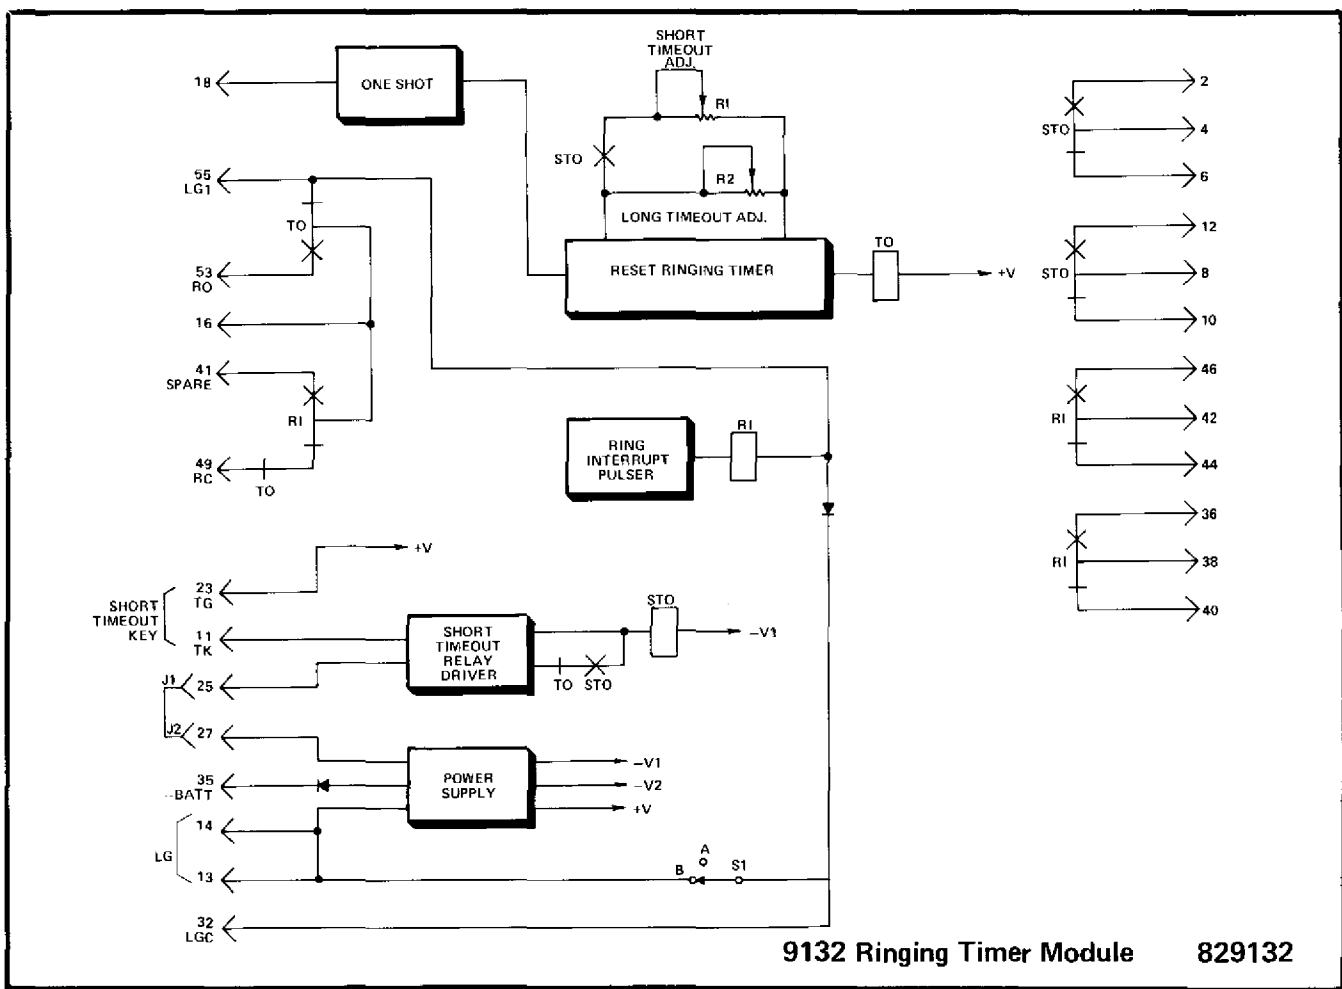 SHORT
TIMEOUT
ADJ.
18
ONE SHOT
R1
2
STO
4
STO
6
55
LG1
R2
LONG TIMEOUT ADJ.
TO
53
RO
RESET RINGING TIMER
TO
+V
12
STO
8
10
16
41
SPARE
RI
49
RC
TO
RING
INTERRUPT
PULSER
RI
46
RI
42
44
36
RI
38
40
+V
SHORT
TIMEOUT
KEY
23
TG
11
TK
SHORT
TIMEOUT
RELAY
DRIVER
STO
-V1
TO
STO
J1
25
J2
27
35
-BATT
POWER
SUPPLY
-V1
-V2
+V
LG
14
13
A
B
S1
32
LGC
9132 Ringing Timer Module 829132